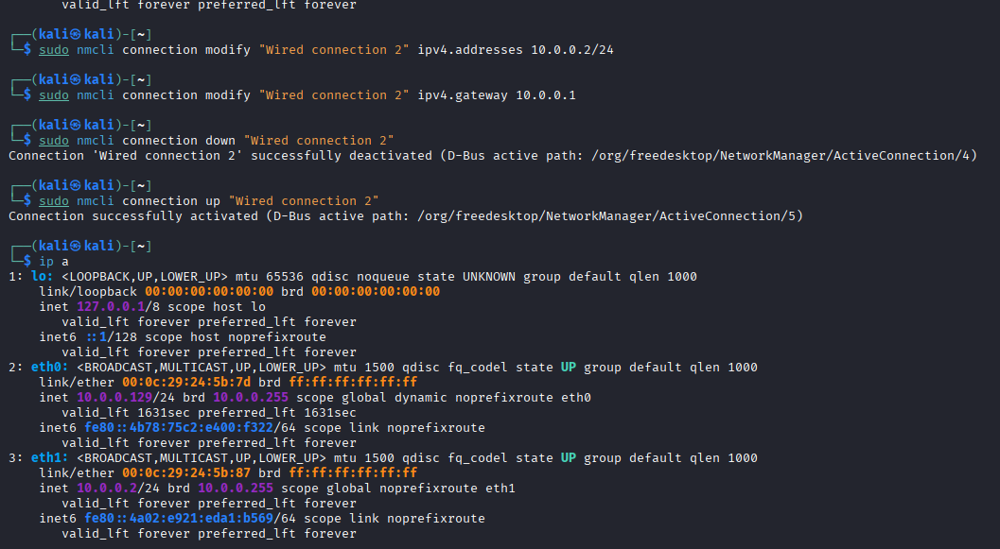 valid_lft forever preferred_lft forever
┌──(kali㉿kali)-[~]
└─$ sudo nmcli connection modify "Wired connection 2" ipv4.addresses 10.0.0.2/24
┌──(kali㉿kali)-[~]
└─$ sudo nmcli connection modify "Wired connection 2" ipv4.gateway 10.0.0.1
┌──(kali㉿kali)-[~]
└─$ sudo nmcli connection down "Wired connection 2"
Connection 'Wired connection 2' successfully deactivated (D-Bus active path: /org/freedesktop/NetworkManager/ActiveConnection/4)
┌──(kali㉿kali)-[~]
└─$ sudo nmcli connection up "Wired connection 2"
Connection successfully activated (D-Bus active path: /org/freedesktop/NetworkManager/ActiveConnection/5)
┌──(kali㉿kali)-[~]
└─$ ip a
1: lo: <LOOPBACK,UP,LOWER_UP> mtu 65536 qdisc noqueue state UNKNOWN group default qlen 1000
link/loopback 00:00:00:00:00:00 brd 00:00:00:00:00:00
inet 127.0.0.1/8 scope host lo
valid_lft forever preferred_lft forever
inet6 ::1/128 scope host noprefixroute
valid_lft forever preferred_lft forever
2: eth0: <BROADCAST,MULTICAST,UP,LOWER_UP> mtu 1500 qdisc fq_codel state UP group default qlen 1000
link/ether 00:0c:29:24:5b:7d brd ff:ff:ff:ff:ff:ff
inet 10.0.0.129/24 brd 10.0.0.255 scope global dynamic noprefixroute eth0
valid_lft 1631sec preferred_lft 1631sec
inet6 fe80::4b78:75c2:e400:f322/64 scope link noprefixroute
valid_lft forever preferred_lft forever
3: eth1: <BROADCAST,MULTICAST,UP,LOWER_UP> mtu 1500 qdisc fq_codel state UP group default qlen 1000
link/ether 00:0c:29:24:5b:87 brd ff:ff:ff:ff:ff:ff
inet 10.0.0.2/24 brd 10.0.0.255 scope global noprefixroute eth1
valid_lft forever preferred_lft forever
inet6 fe80::4a02:e921:eda1:b569/64 scope link noprefixroute
valid_lft forever preferred_lft forever